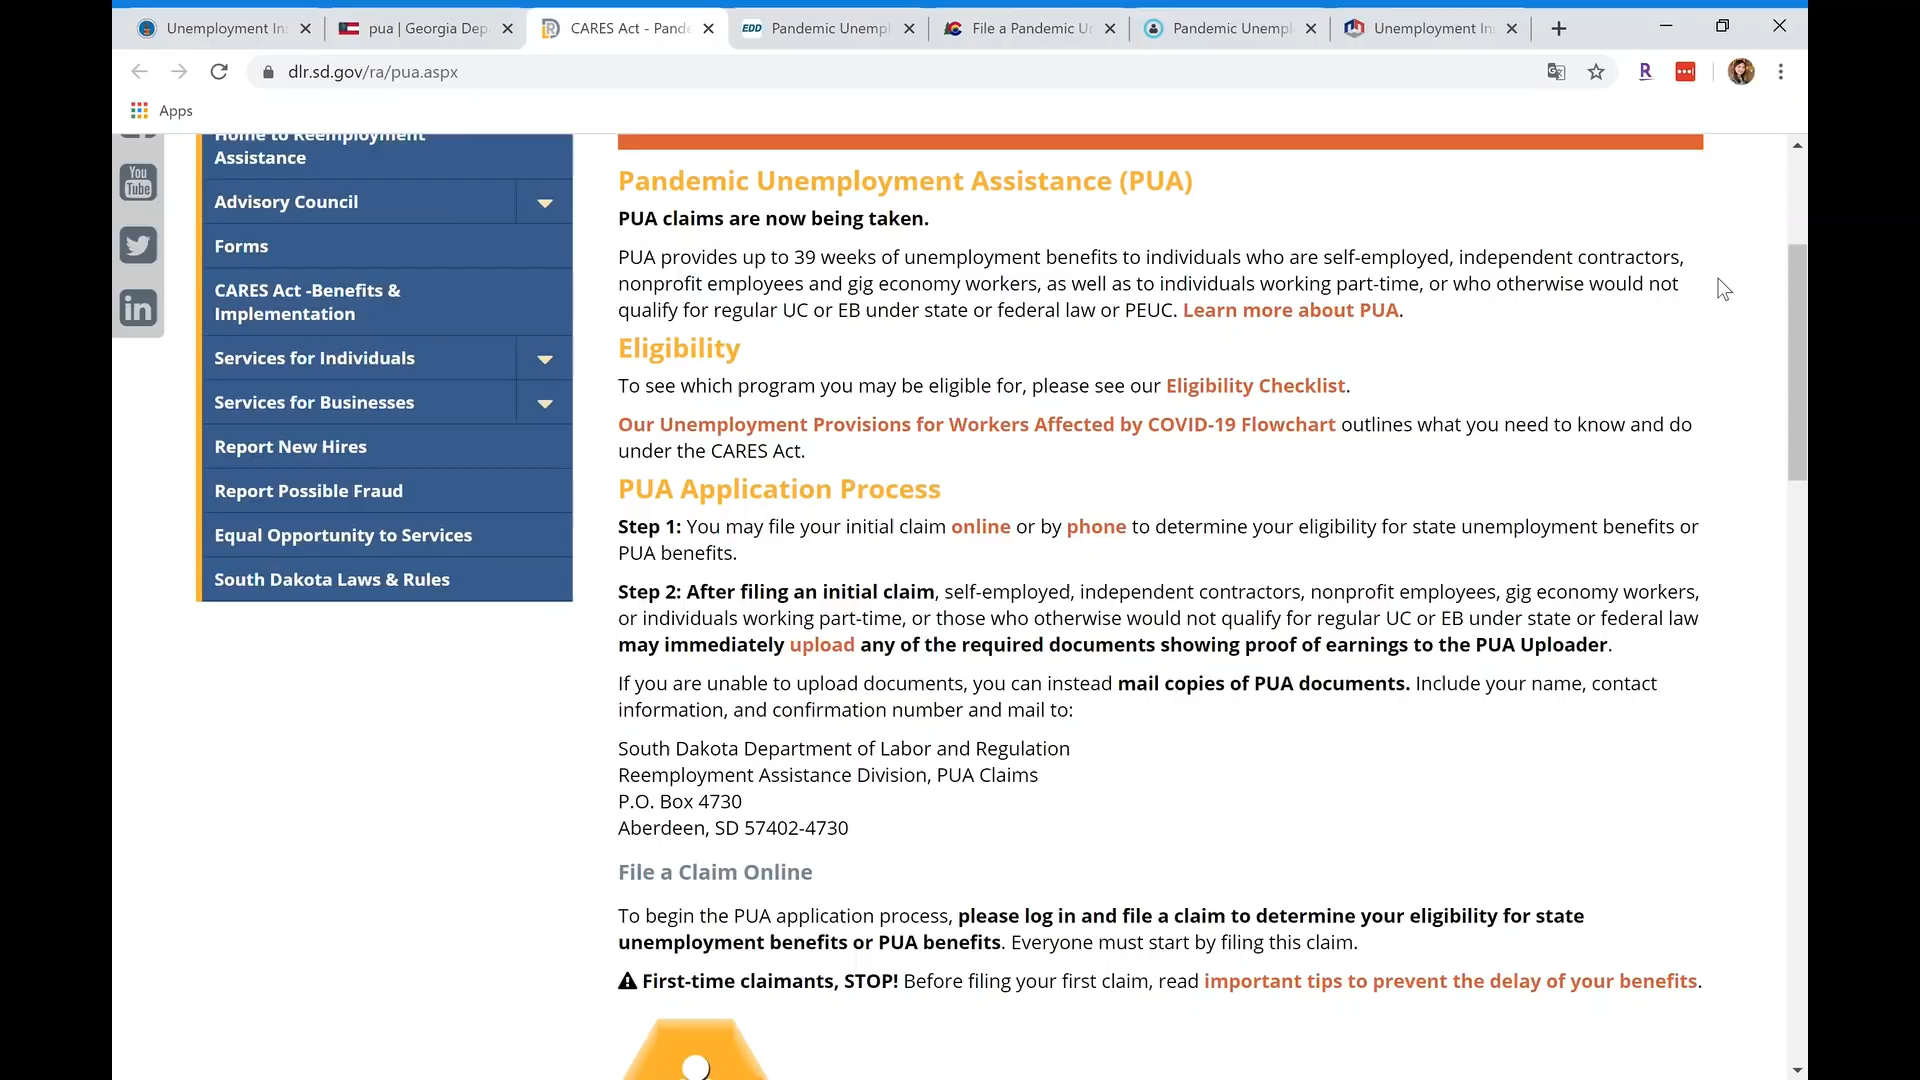 Unemployment In
pua | Georgia Dep
CARES Act - Pande
EDD Pandemic Unempl
File a Pandemic Un
Pandemic Unempl
Unemployment In
dlr.sd.gov/ra/pua.aspx
R
Apps
You
Tube
in
Home to Reemployment
Assistance
Advisory Council
Forms
CARES Act -Benefits &
Implementation
Services for Individuals
Services for Businesses
Report New Hires
Report Possible Fraud
Equal Opportunity to Services
South Dakota Laws & Rules
Pandemic Unemployment Assistance (PUA)
PUA claims are now being taken.
PUA provides up to 39 weeks of unemployment benefits to individuals who are self-employed, independent contractors,
nonprofit employees and gig economy workers, as well as to individuals working part-time, or who otherwise would not
qualify for regular UC or EB under state or federal law or PEUC. Learn more about PUA.
Eligibility
To see which program you may be eligible for, please see our Eligibility Checklist.
Our Unemployment Provisions for Workers Affected by COVID-19 Flowchart outlines what you need to know and do
under the CARES Act.
PUA Application Process
Step 1: You may file your initial claim online or by phone to determine your eligibility for state unemployment benefits or
PUA benefits.
Step 2: After filing an initial claim, self-employed, independent contractors, nonprofit employees, gig economy workers,
or individuals working part-time, or those who otherwise would not qualify for regular UC or EB under state or federal law
may immediately upload any of the required documents showing proof of earnings to the PUA Uploader.
If you are unable to upload documents, you can instead mail copies of PUA documents. Include your name, contact
information, and confirmation number and mail to:
South Dakota Department of Labor and Regulation
Reemployment Assistance Division, PUA Claims
P.O. Box 4730
Aberdeen, SD 57402-4730
File a Claim Online
To begin the PUA application process, please log in and file a claim to determine your eligibility for state
unemployment benefits or PUA benefits. Everyone must start by filing this claim.
First-time claimants, STOP! Before filing your first claim, read important tips to prevent the delay of your benefits.